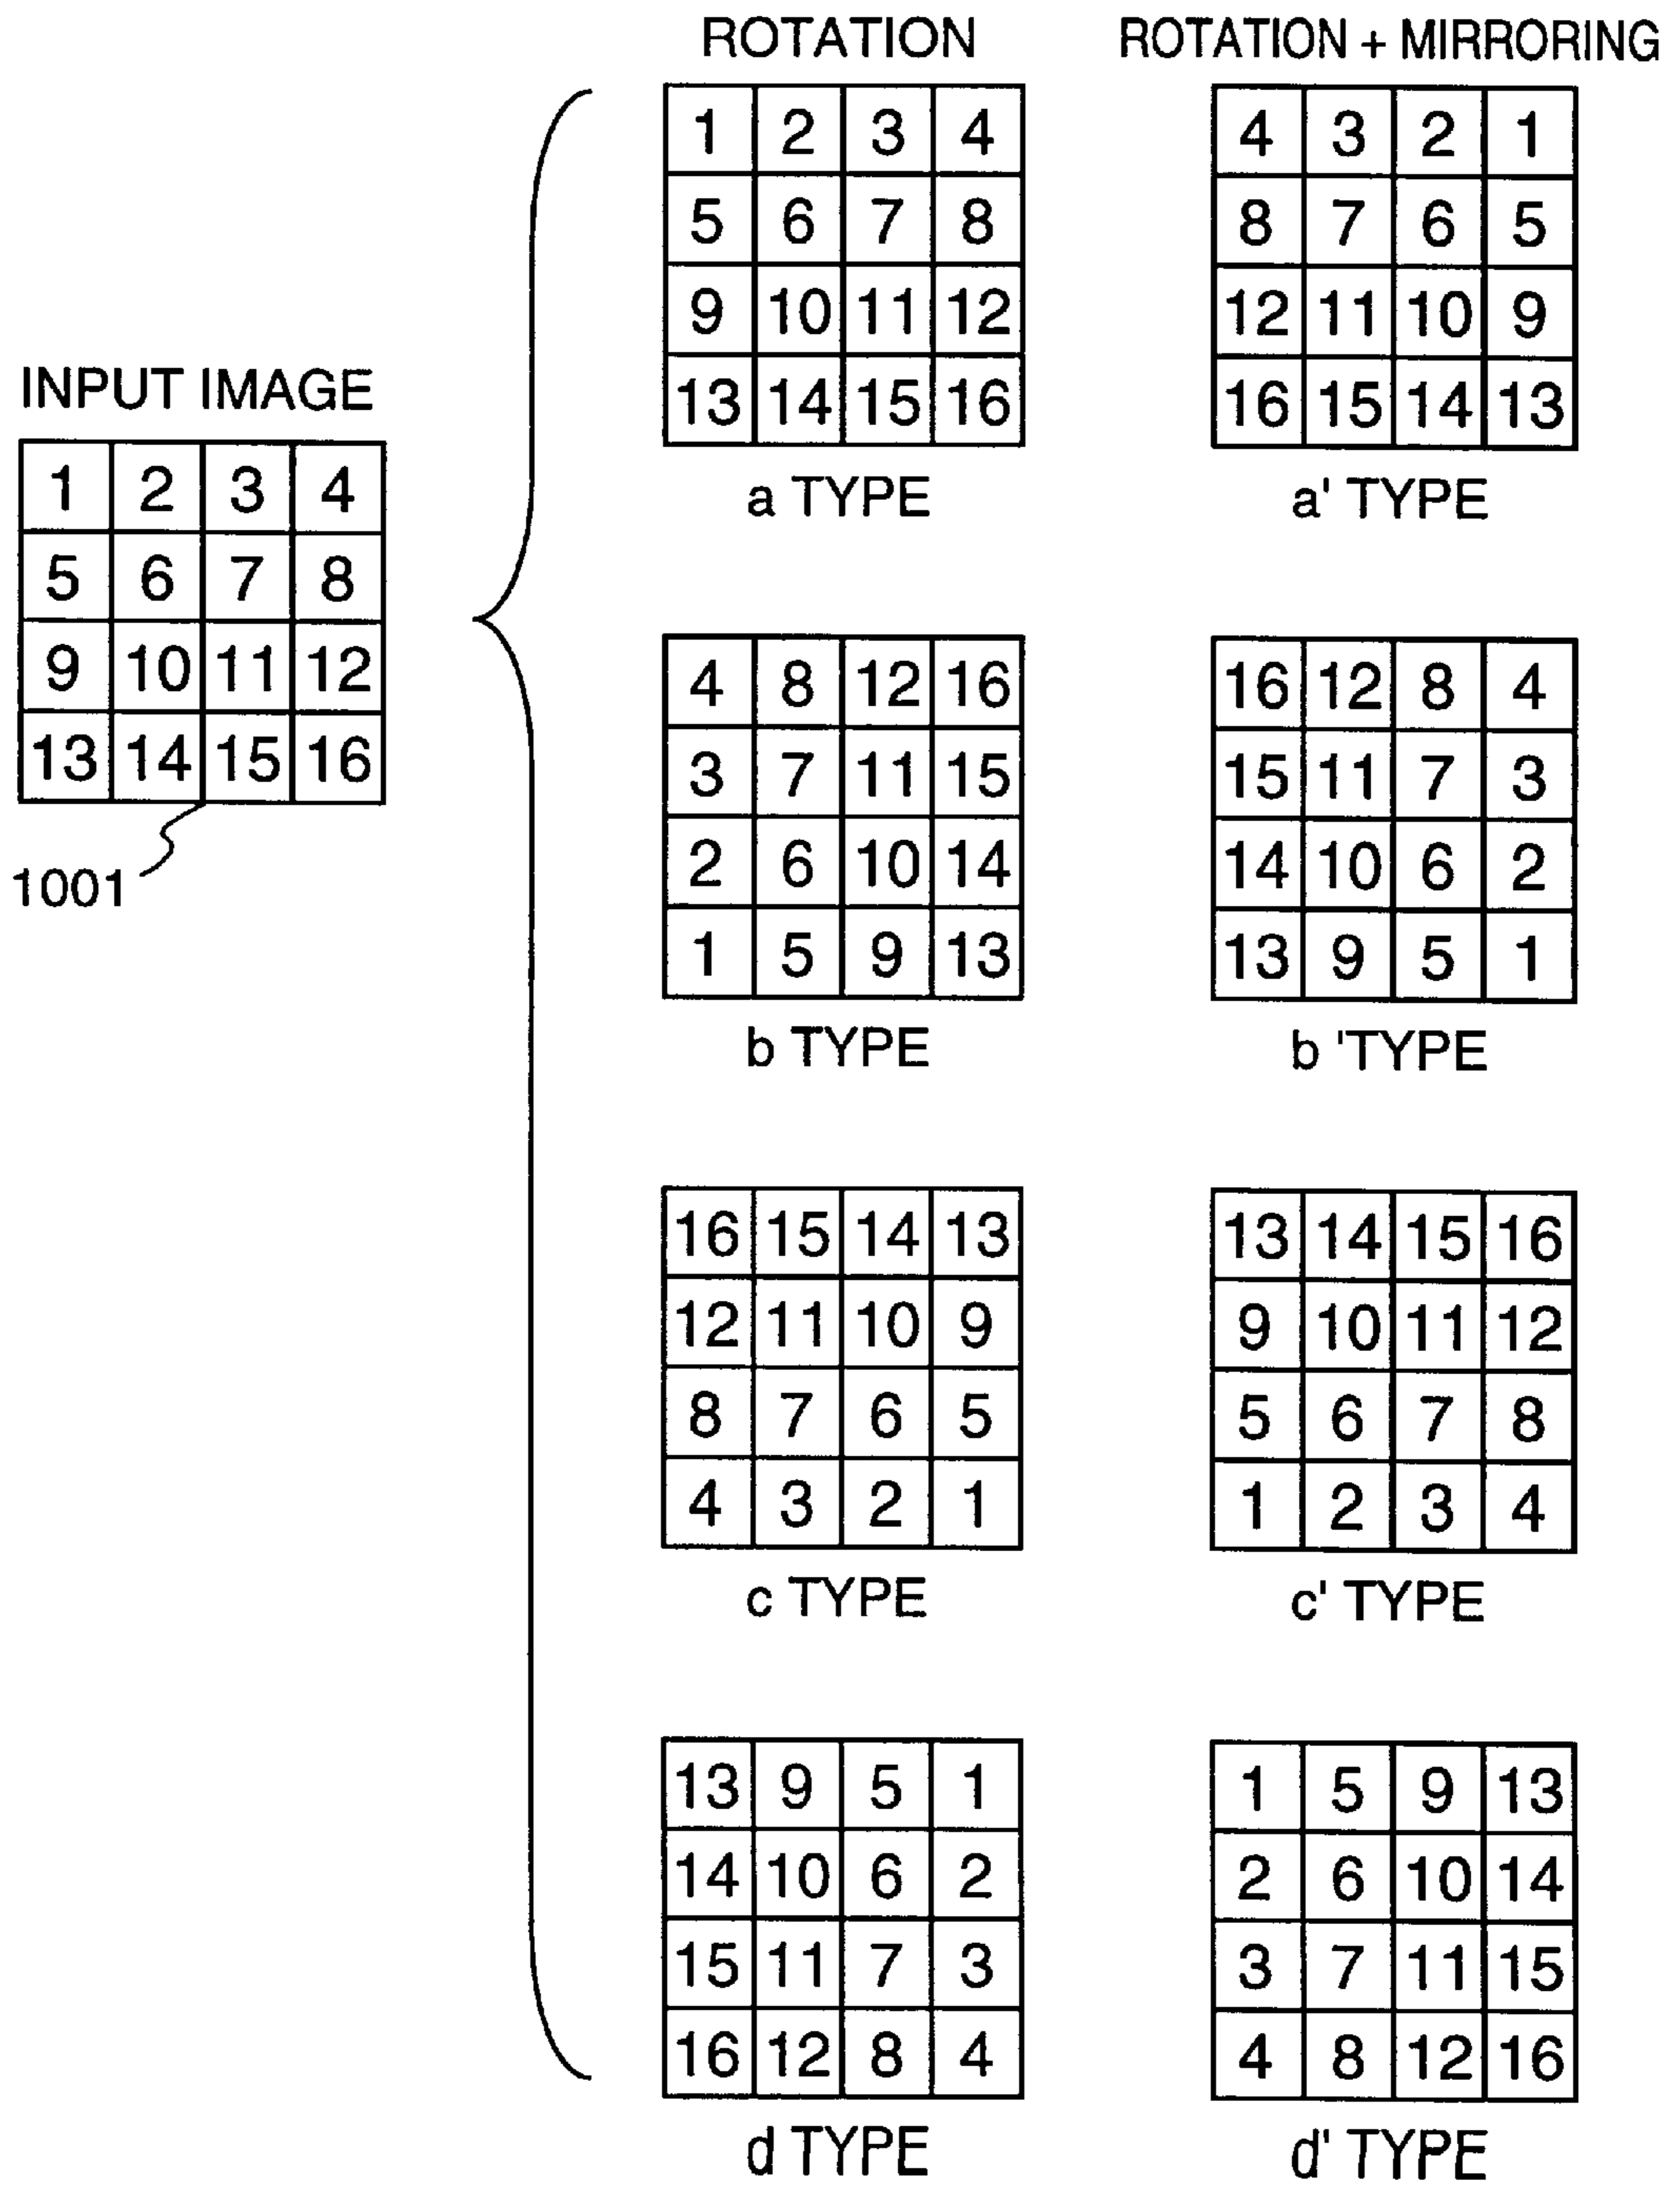 ROTATION
ROTATION + MIRRORING
1 2 3 4
5 6 7 8
9 10 11 12
13 14 15 16
a TYPE
4 3 2 1
8 7 6 5
12 11 10 9
16 15 14 13
a' TYPE
INPUT IMAGE
1 2 3 4
5 6 7 8
9 10 11 12
13 14 15 16
1001
4 8 12 16
3 7 11 15
2 6 10 14
1 5 9 13
b TYPE
16 12 8 4
15 11 7 3
14 10 6 2
13 9 5 1
b 'TYPE
16 15 14 13
12 11 10 9
8 7 6 5
4 3 2 1
c TYPE
13 14 15 16
9 10 11 12
5 6 7 8
1 2 3 4
c' TYPE
13 9 5 1
14 10 6 2
15 11 7 3
16 12 8 4
d TYPE
1 5 9 13
2 6 10 14
3 7 11 15
4 8 12 16
d' TYPE